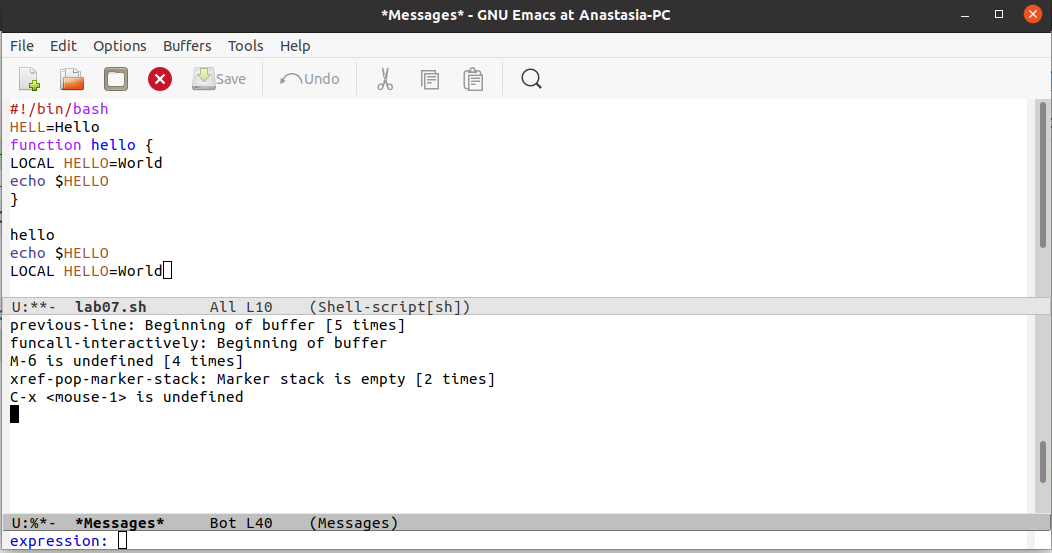 *Messages* - GNU Emacs at Anastasia-PC
File Edit Options Buffers Tools Help
Save Undo
#!/bin/bash
HELL=Hello
function hello {
LOCAL HELLO=World
echo $HELLO
}
hello
echo $HELLO
LOCAL HELLO=World
U:**-  lab07.sh       All L10    (Shell-script[sh])
previous-line: Beginning of buffer [5 times]
funcall-interactively: Beginning of buffer
M-б is undefined [4 times]
xref-pop-marker-stack: Marker stack is empty [2 times]
C-x <mouse-1> is undefined
U:%*-  *Messages*     Bot L40    (Messages)
expression: